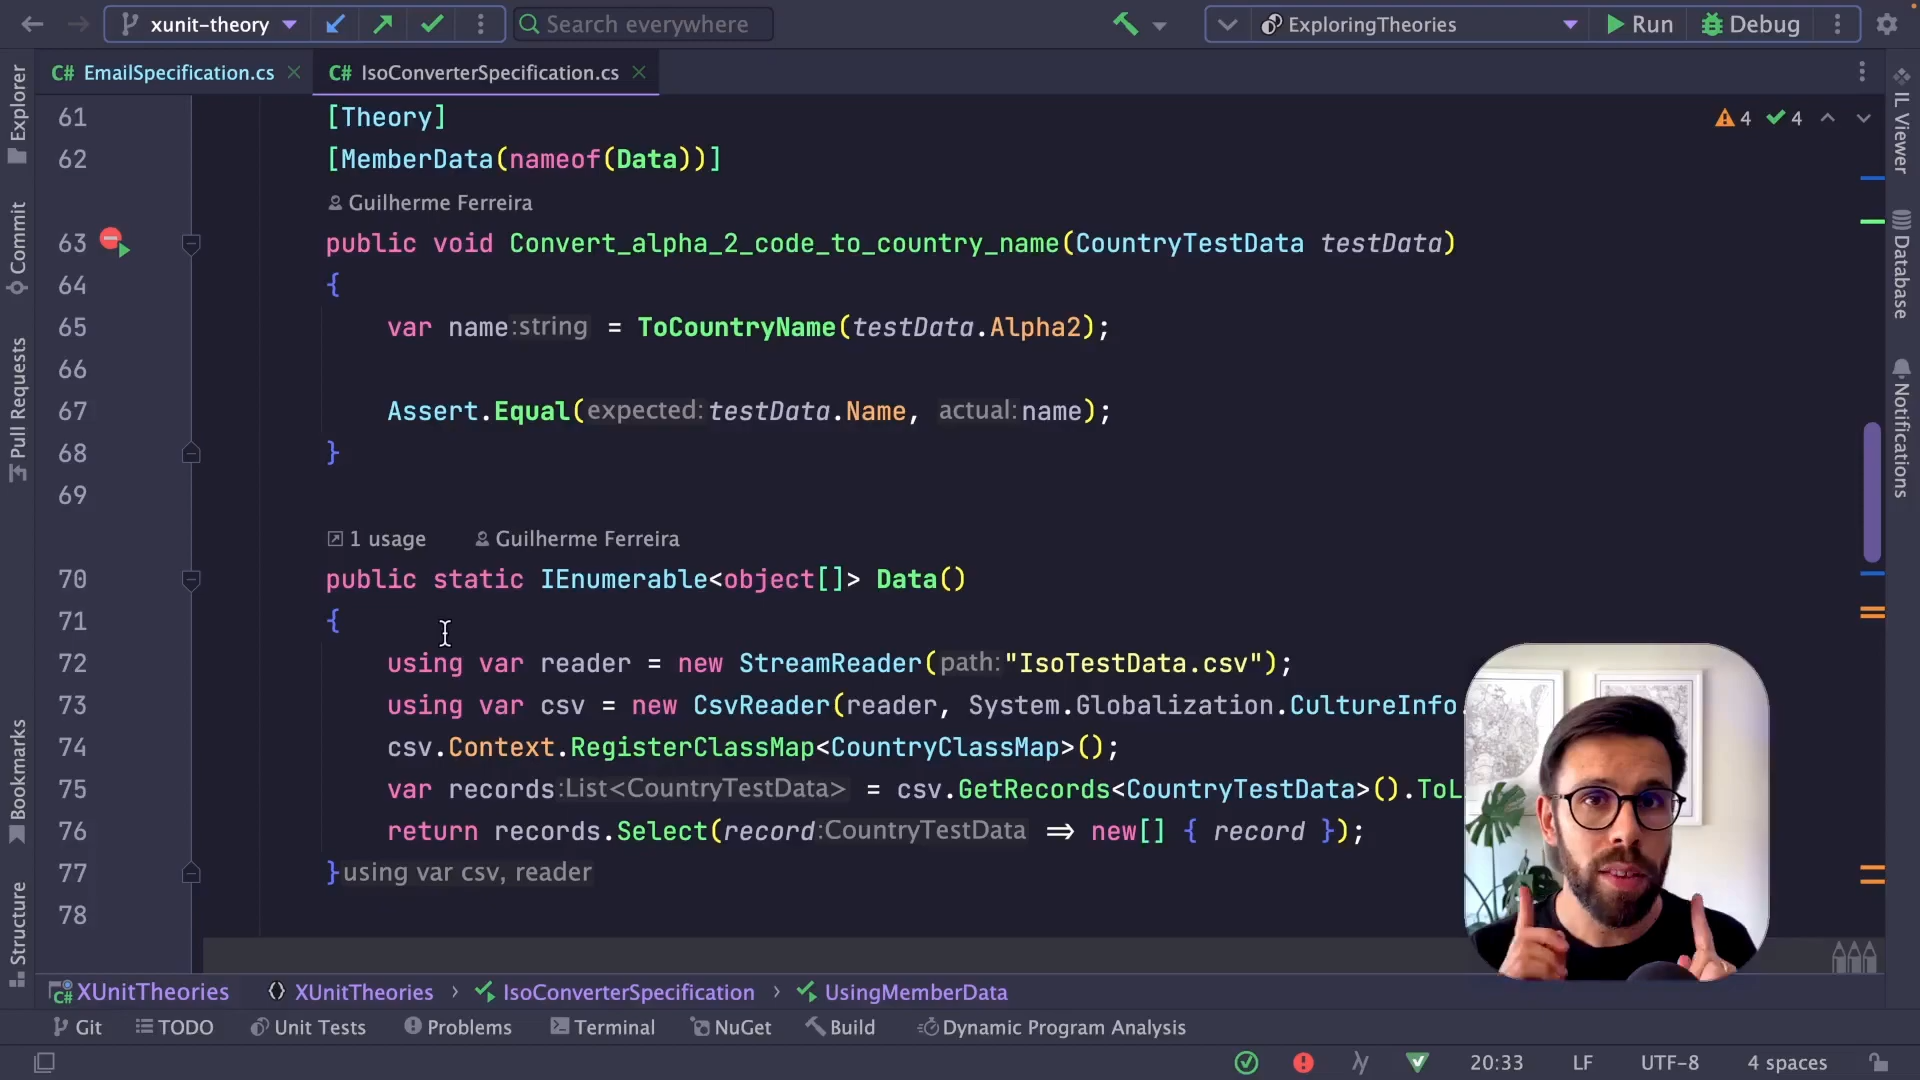 xunit-theory
Search everywhere
ExploringTheories
Run
Debug
C# EmailSpecification.cs
C# IsoConverterSpecification.cs
Explorer
Commit
Pull Requests
Bookmarks
Structure
IL Viewer
Database
Notifications
4 4
61 [Theory]
62 [MemberData(nameof(Data))]
Guilherme Ferreira
63 public void Convert_alpha_2_code_to_country_name(CountryTestData testData)
64 {
65 var name:string = ToCountryName(testData.Alpha2);
66
67 Assert.Equal(expected:testData.Name, actual:name);
68 }
69
1 usage Guilherme Ferreira
70 public static IEnumerable<object[]> Data()
71 {
72 using var reader = new StreamReader(path:"IsoTestData.csv");
73 using var csv = new CsvReader(reader, System.Globalization.CultureInfo.
74 csv.Context.RegisterClassMap<CountryClassMap>();
75 var records:List<CountryTestData> = csv.GetRecords<CountryTestData>().ToL
76 return records.Select(record:CountryTestData => new[] { record });
77 }using var csv, reader
78
C# XUnitTheories XUnitTheories › IsoConverterSpecification › UsingMemberData
Git TODO Unit Tests Problems Terminal NuGet Build Dynamic Program Analysis
20:33 LF UTF-8 4 spaces